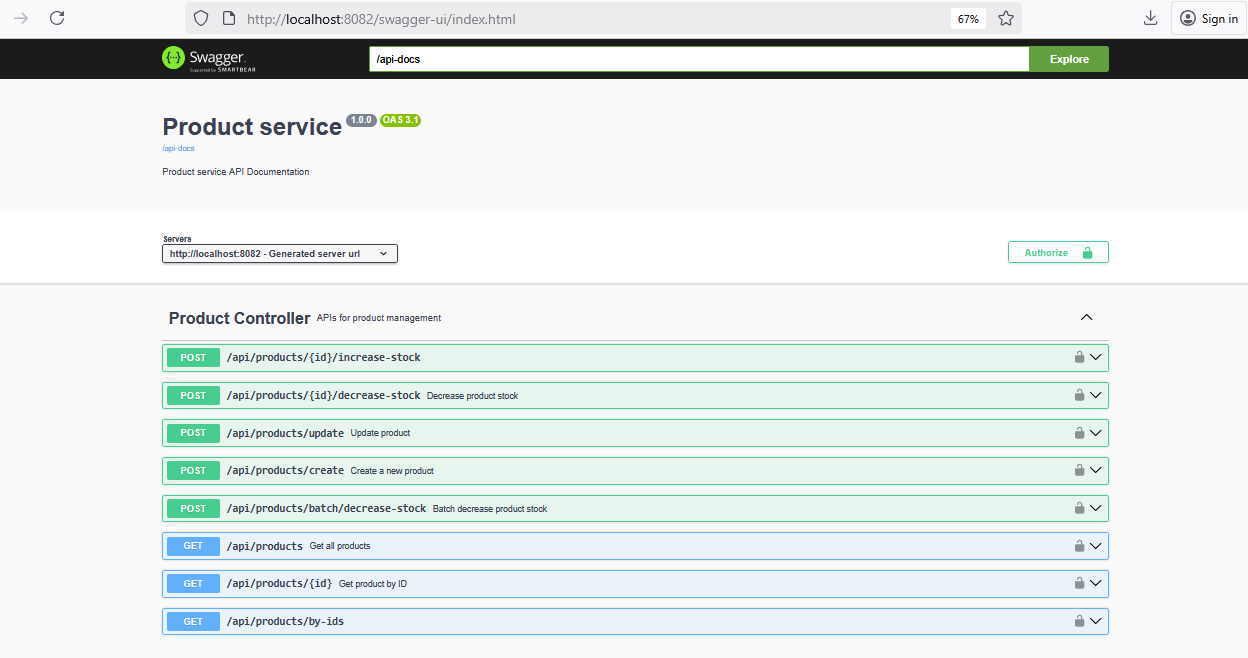 http://localhost:8082/swagger-ui/index.html 67% Sign in
{···} Swagger. Supported by SMARTBEAR /api-docs Explore
Product service 1.0.0 OAS 3.1
/api-docs
Product service API Documentation
Servers
http://localhost:8082 - Generated server url Authorize
Product Controller APIs for product management
POST /api/products/{id}/increase-stock
POST /api/products/{id}/decrease-stock Decrease product stock
POST /api/products/update Update product
POST /api/products/create Create a new product
POST /api/products/batch/decrease-stock Batch decrease product stock
GET /api/products Get all products
GET /api/products/{id} Get product by ID
GET /api/products/by-ids